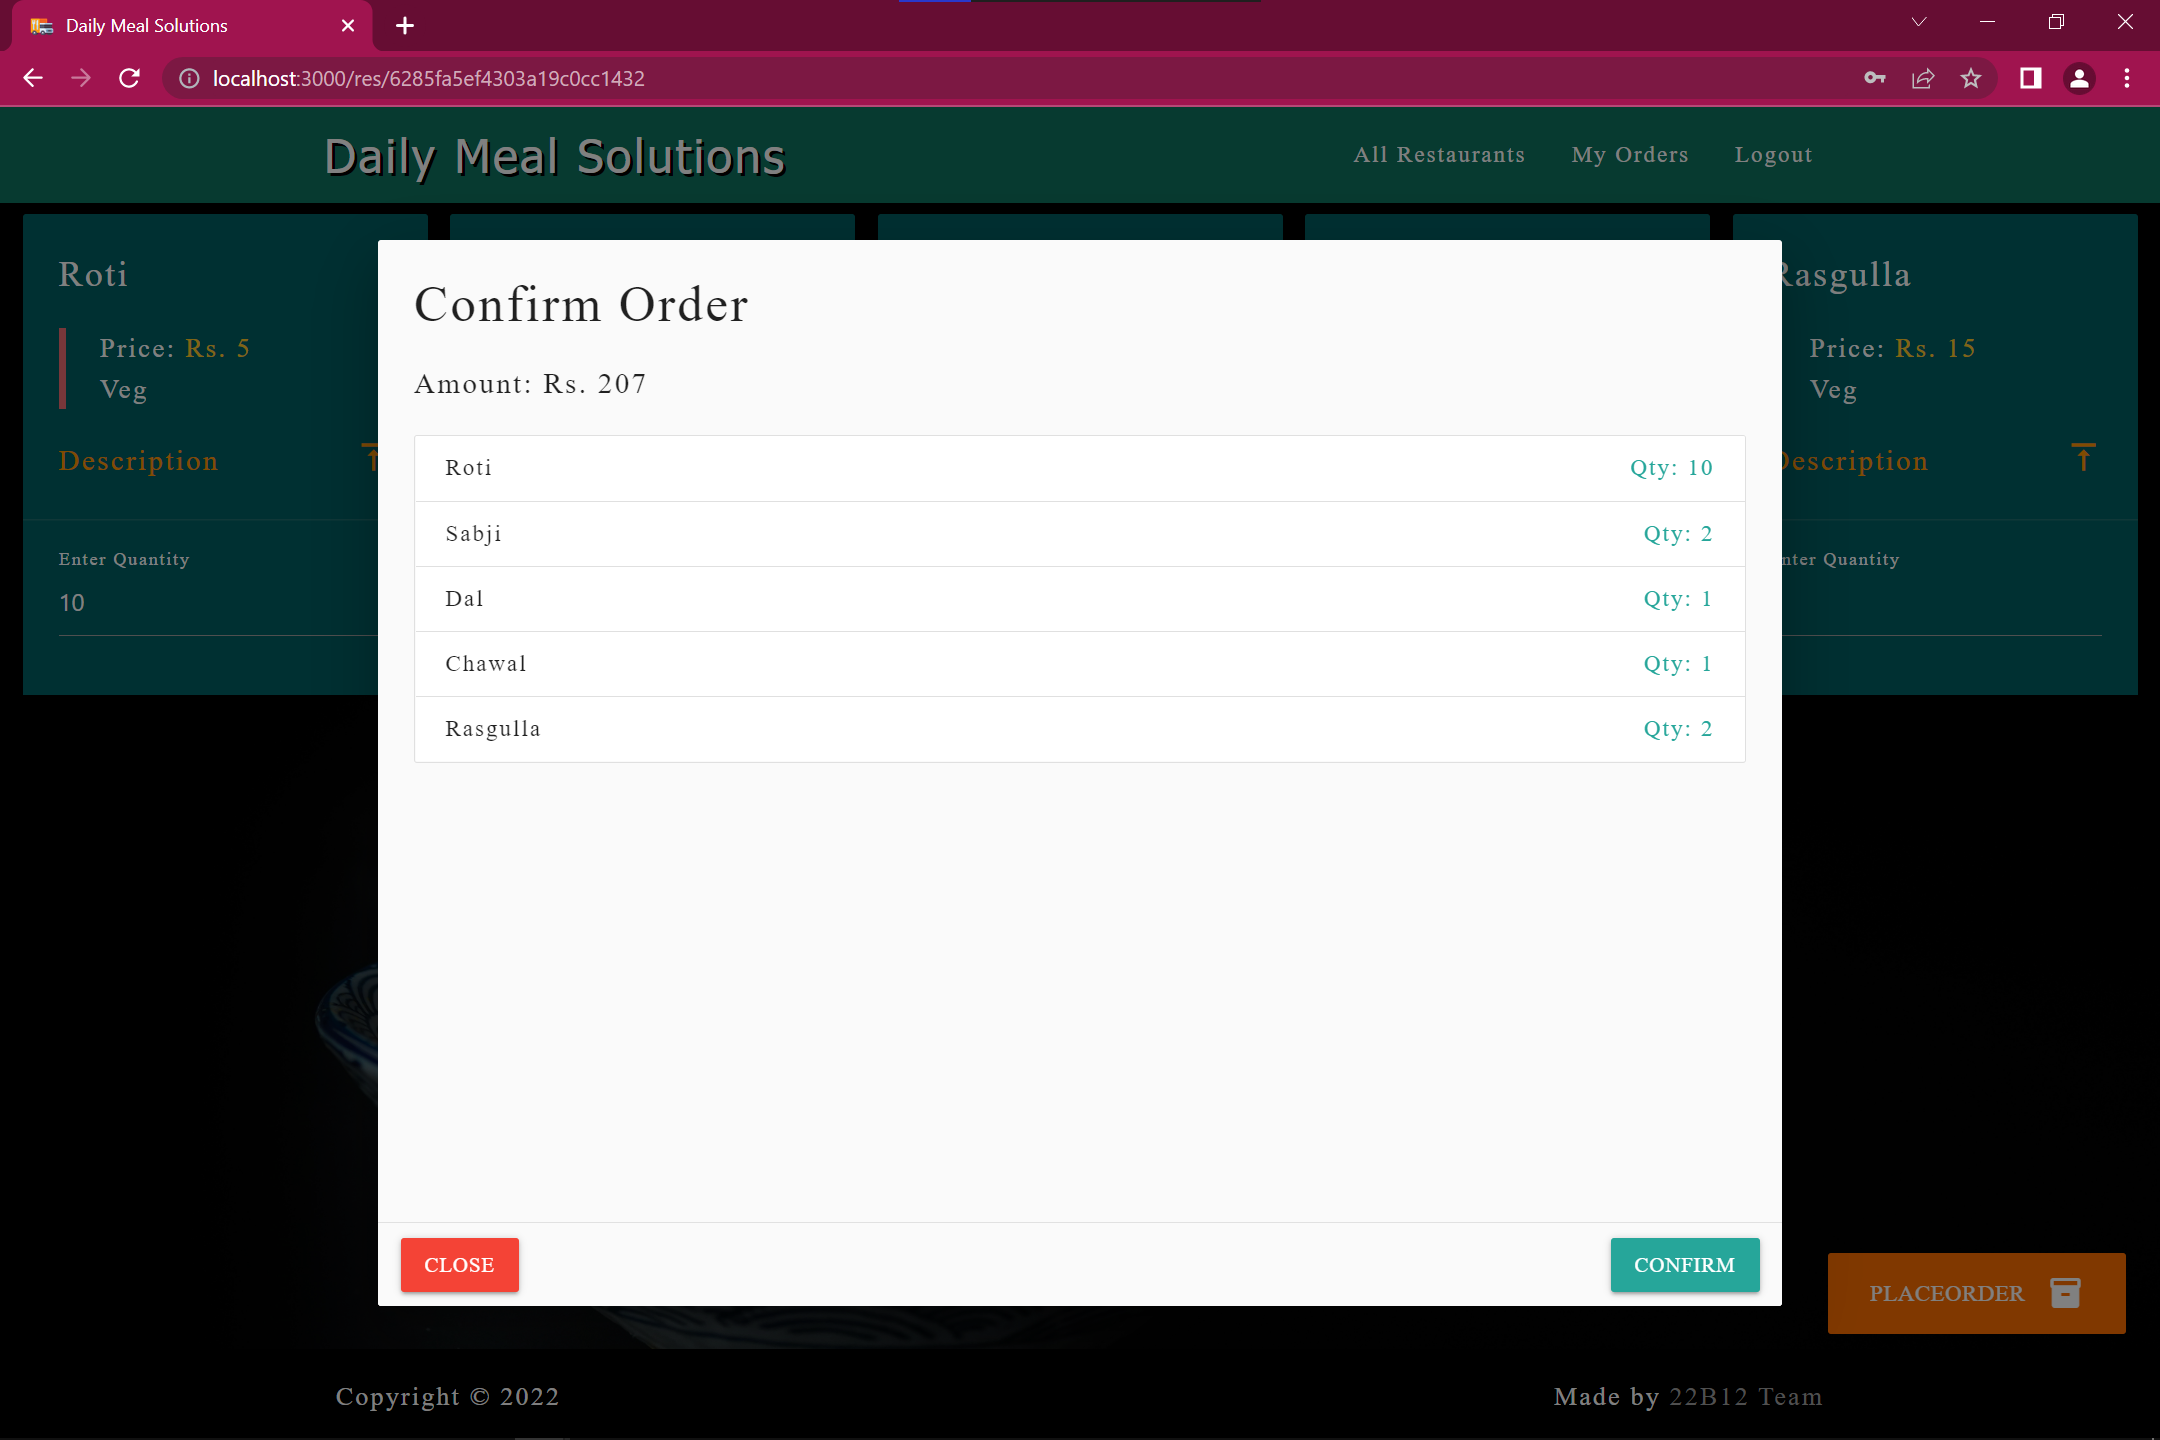 Daily Meal Solutions
localhost:3000/res/6285fa5ef4303a19c0cc1432
Daily Meal Solutions
All Restaurants
My Orders
Logout
Roti
Price: Rs. 5
Veg
Description
Enter Quantity
10
Confirm Order
Amount: Rs. 207
Roti Qty: 10
Sabji Qty: 2
Dal Qty: 1
Chawal Qty: 1
Rasgulla Qty: 2
CLOSE
CONFIRM
Rasgulla
Price: Rs. 15
Veg
Description
Enter Quantity
PLACEORDER
Copyright © 2022
Made by 22B12 Team